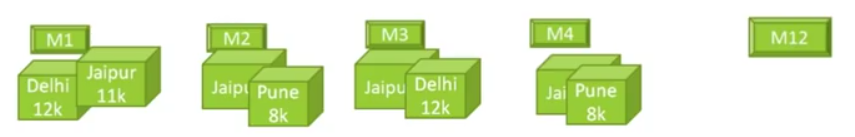 M1
Delhi
12k
Jaipur
11k
M2
Jaipu
Pune
8k
M3
Jaipu
Delhi
12k
M4
Jai
Pune
8k
M12